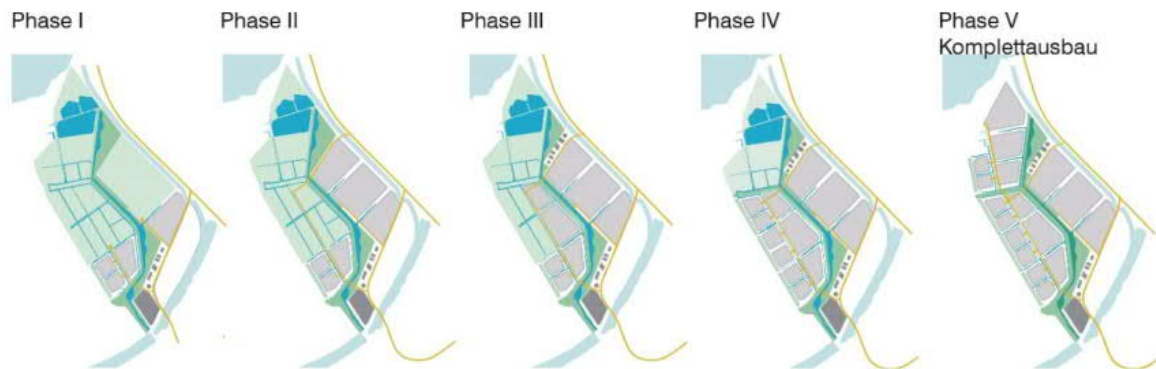 Phase I
Phase II
Phase III
Phase IV
Phase V
Komplettausbau